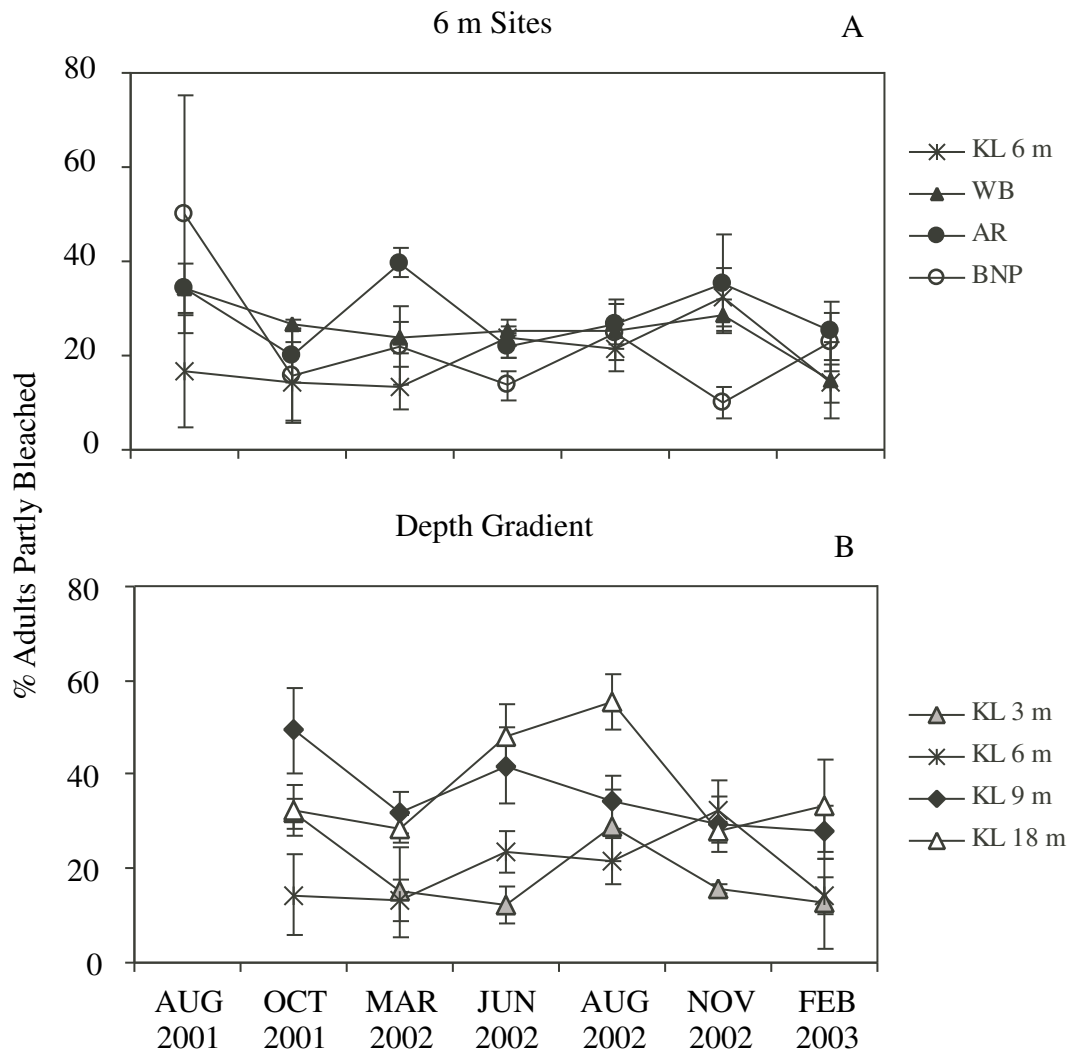 6 m Sites
A
80
60
40
20
0
KL 6 m
WB
AR
BNP
% Adults Partly Bleached
Depth Gradient
B
80
60
40
20
0
KL 3 m
KL 6 m
KL 9 m
KL 18 m
AUG OCT MAR JUN AUG NOV FEB
2001 2001 2002 2002 2002 2002 2003